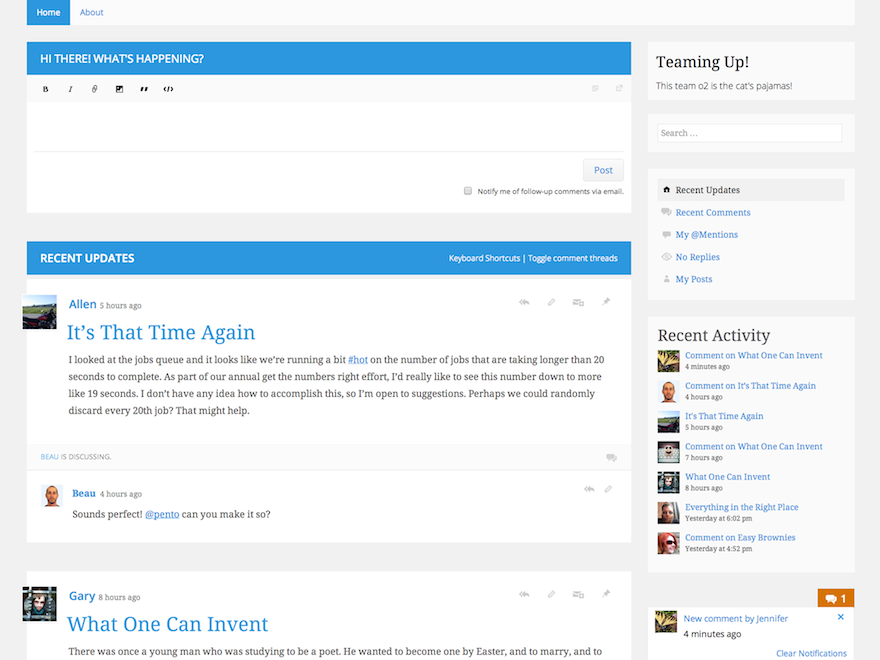 Home About
HI THERE! WHAT'S HAPPENING?
B I
Post
Notify me of follow-up comments via email.
RECENT UPDATES Keyboard Shortcuts | Toggle comment threads
Allen 5 hours ago
It's That Time Again
I looked at the jobs queue and it looks like we're running a bit #hot on the number of jobs that are taking longer than 20
seconds to complete. As part of our annual get the numbers right effort, I'd really like to see this number down to more
like 19 seconds. I don't have any idea how to accomplish this, so I'm open to suggestions. Perhaps we could randomly
discard every 20th job? That might help.
BEAU IS DISCUSSING.
Beau 4 hours ago
Sounds perfect! @pento can you make it so?
Gary 8 hours ago
What One Can Invent
There was once a young man who was studying to be a poet. He wanted to become one by Easter, and to marry, and to
Teaming Up!
This team o2 is the cat's pajamas!
Search ...
Recent Updates
Recent Comments
My @Mentions
No Replies
My Posts
Recent Activity
Comment on What One Can Invent
4 minutes ago
Comment on It's That Time Again
4 hours ago
It's That Time Again
5 hours ago
Comment on What One Can Invent
7 hours ago
What One Can Invent
8 hours ago
Everything in the Right Place
Yesterday at 6:02 pm
Comment on Easy Brownies
Yesterday at 4:52 pm
1
New comment by Jennifer
4 minutes ago
Clear Notifications